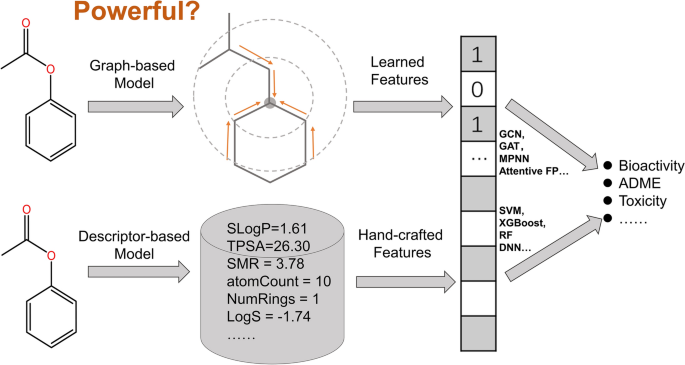 Powerful?
O
O
Graph-based
Model
Learned
Features
1
0
1
...
GCN,
GAT,
MPNN
Attentive FP...
Bioactivity
ADME
Toxicity
......
O
O
Descriptor-based
Model
SLogP=1.61
TPSA=26.30
SMR = 3.78
atomCount = 10
NumRings = 1
LogS = -1.74
......
Hand-crafted
Features
SVM,
XGBoost,
RF
DNN...